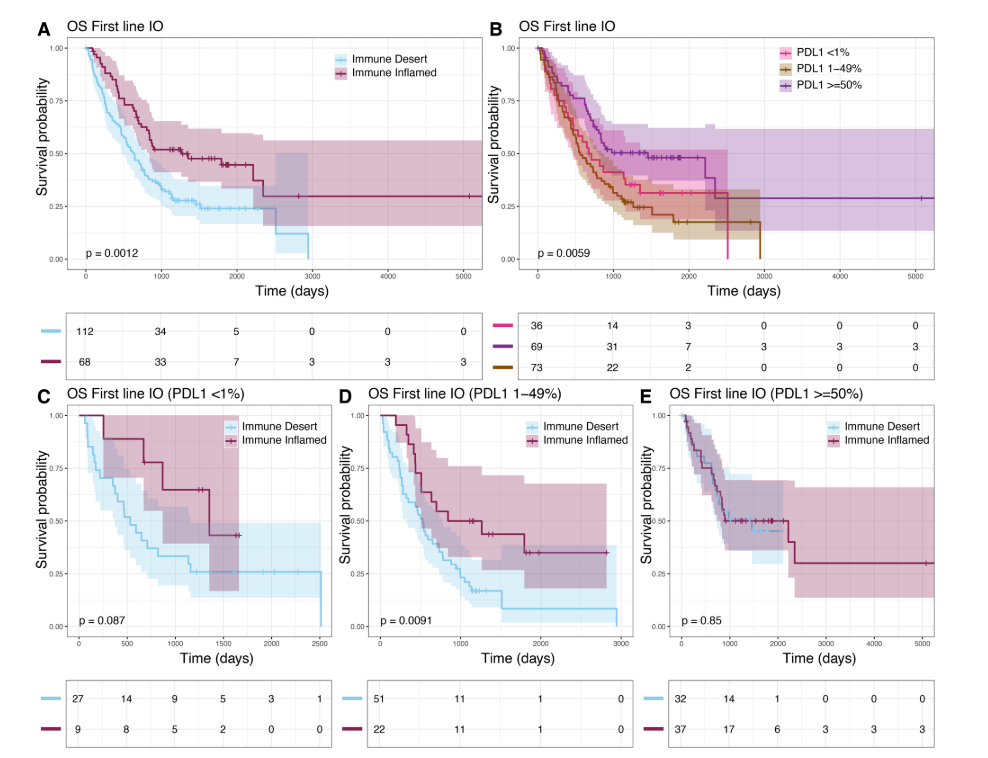 A OS First line IO
Survival probability
1.00
0.75
0.50
0.25
0.00
Immune Desert
Immune Inflamed
p = 0.0012
0 1000 2000 3000 4000 5000
Time (days)
112 34 5 0 0 0
68 33 7 3 3 3
B OS First line IO
Survival probability
1.00
0.75
0.50
0.25
0.00
PDL1 <1%
PDL1 1–49%
PDL1 >=50%
p = 0.0059
0 1000 2000 3000 4000 5000
Time (days)
36 14 3 0 0 0
69 31 7 3 3 3
73 22 2 0 0 0
C OS First line IO (PDL1 <1%)
Survival probability
1.00
0.75
0.50
0.25
0.00
Immune Desert
Immune Inflamed
p = 0.087
0 500 1000 1500 2000 2500
Time (days)
27 14 9 5 3 1
9 8 5 2 0 0
D OS First line IO (PDL1 1–49%)
Survival probability
1.00
0.75
0.50
0.25
0.00
Immune Desert
Immune Inflamed
p = 0.0091
0 1000 2000 3000
Time (days)
51 11 1 0
22 11 1 0
E OS First line IO (PDL1 >=50%)
Survival probability
1.00
0.75
0.50
0.25
0.00
Immune Desert
Immune Inflamed
p = 0.85
0 1000 2000 3000 4000 5000
Time (days)
32 14 1 0 0 0
37 17 6 3 3 3